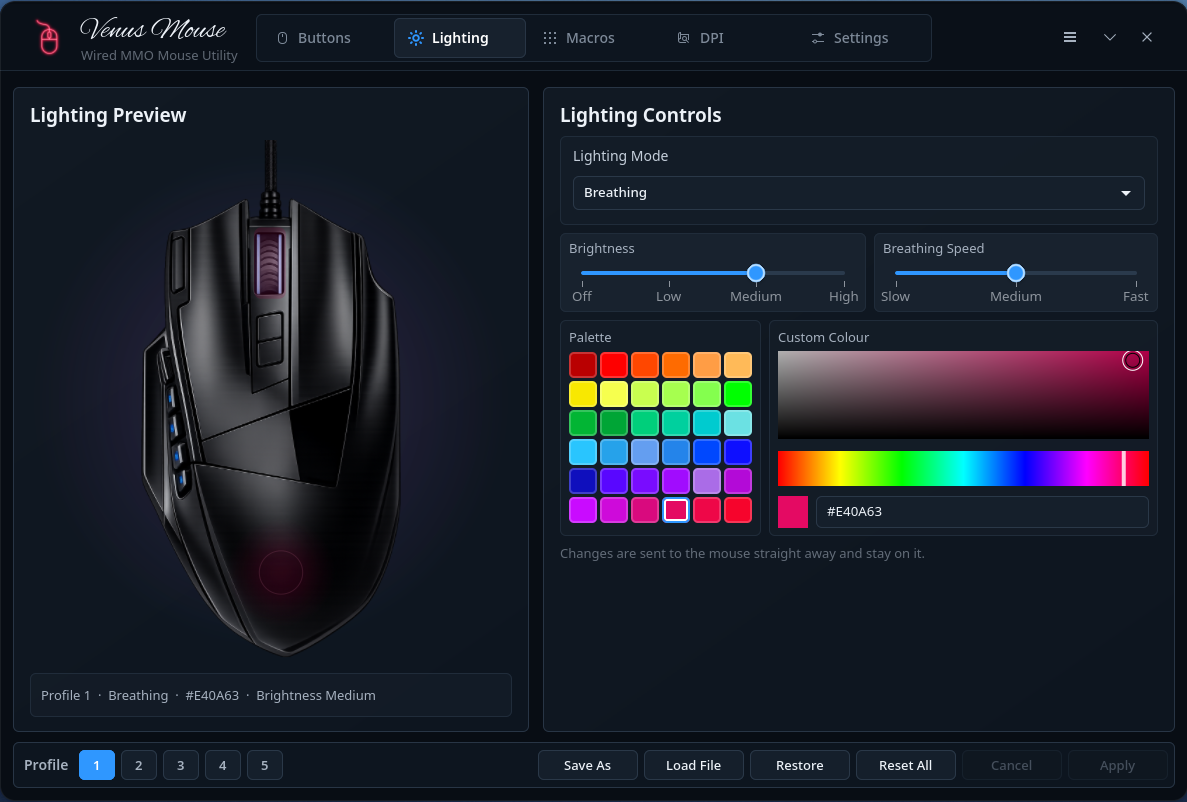 Venus Mouse
Wired MMO Mouse Utility
Buttons
Lighting
Macros
DPI
Settings
Lighting Preview
Profile 1 · Breathing · #E40A63 · Brightness Medium
Lighting Controls
Lighting Mode
Breathing
Brightness
Off Low Medium High
Breathing Speed
Slow Medium Fast
Palette
Custom Colour
#E40A63
Changes are sent to the mouse straight away and stay on it.
Profile 1 2 3 4 5
Save As
Load File
Restore
Reset All
Cancel
Apply